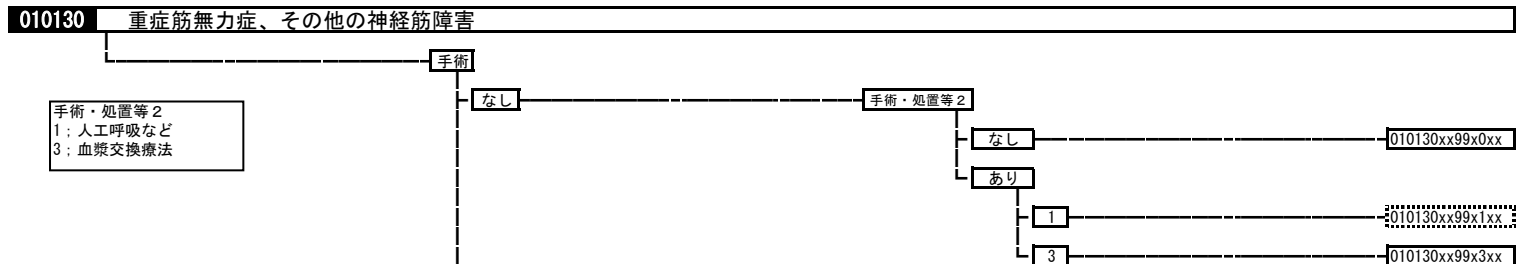 010130 重症筋無力症、その他の神経筋障害
手術
なし
手術・処置等2
手術・処置等2
1;人工呼吸など
3;血漿交換療法
なし
010130xx99x0xx
あり
1
010130xx99x1xx
3
010130xx99x3xx